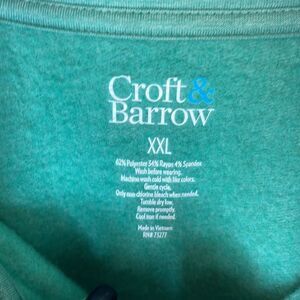 Croft&
Barrow
XXL
62% Polyester 34% Rayon 4% Spandex
Wash before wearing.
Machine wash cold with like colors.
Gentle cycle.
Only non-chlorine bleach when needed.
Tumble dry low.
Remove promptly.
Cool iron if needed.
Made in Vietnam
RN# 73277